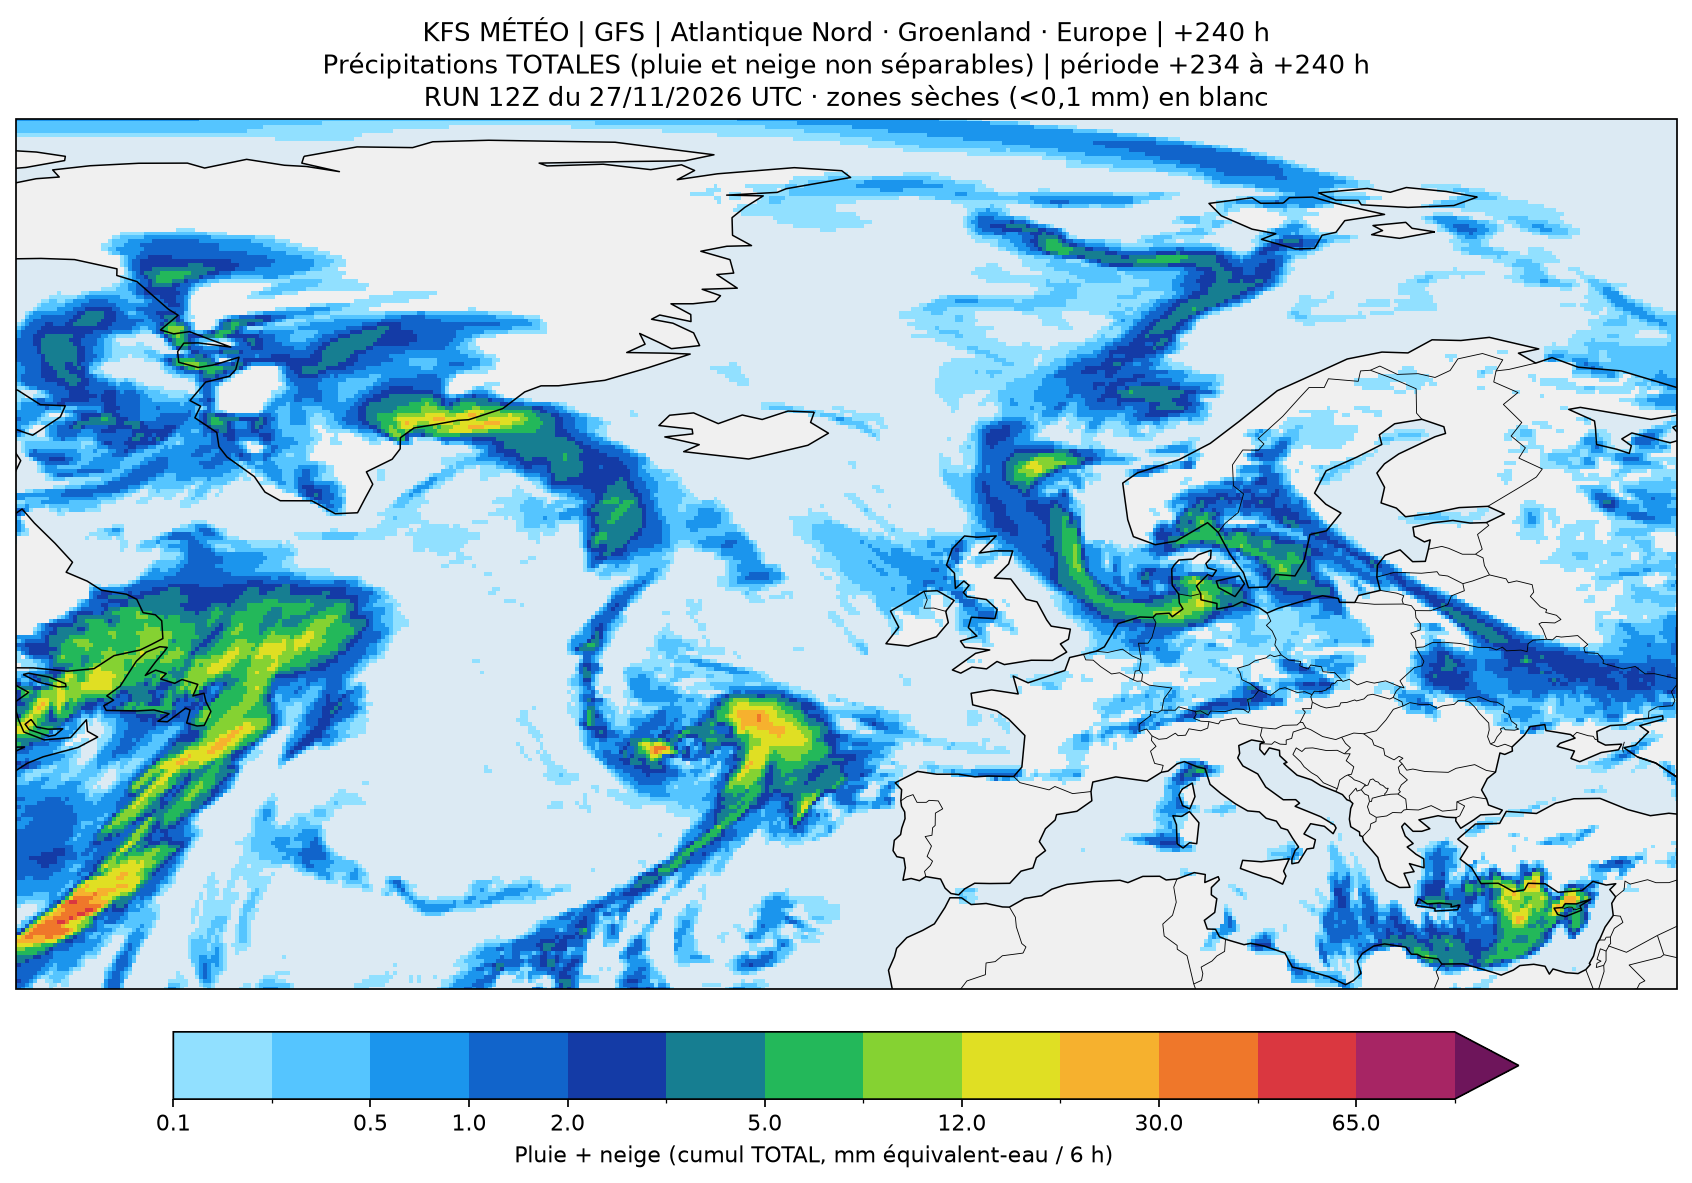 KFS MÉTÉO | GFS | Atlantique Nord · Groenland · Europe | +240 h
Précipitations TOTALES (pluie et neige non séparables) | période +234 à +240 h
RUN 12Z du 27/11/2026 UTC · zones sèches (<0,1 mm) en blanc
0.1 0.5 1.0 2.0 5.0 12.0 30.0 65.0
Pluie + neige (cumul TOTAL, mm équivalent-eau / 6 h)